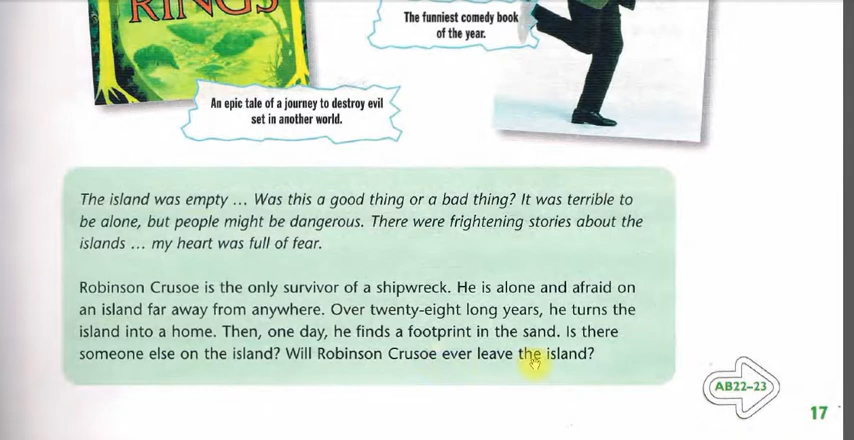 RINGS
The funniest comedy book
of the year.
An epic tale of a journey to destroy evil
set in another world.
The island was empty ... Was this a good thing or a bad thing? It was terrible to
be alone, but people might be dangerous. There were frightening stories about the
islands ... my heart was full of fear.
Robinson Crusoe is the only survivor of a shipwreck. He is alone and afraid on
an island far away from anywhere. Over twenty-eight long years, he turns the
island into a home. Then, one day, he finds a footprint in the sand. Is there
someone else on the island? Will Robinson Crusoe ever leave the island?
AB22–23
17